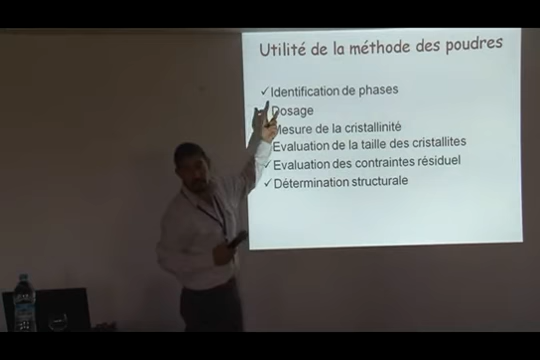 Utilité de la méthode des poudres
✓Identification de phases
Dosage
Mesure de la cristallinité
Evaluation de la taille des cristallites
✓Evaluation des contraintes résiduel
✓Détermination structurale